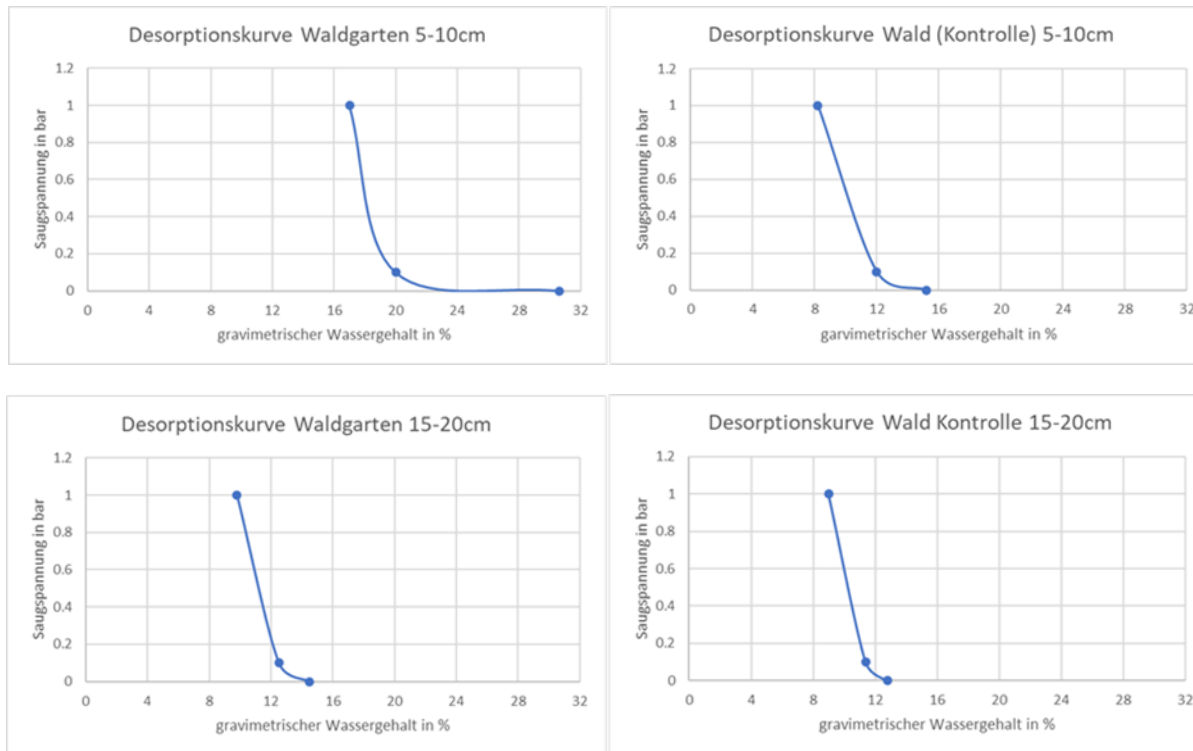 Desorptionskurve Waldgarten 5-10cm
Saugspannung in bar
1.2
1
0.8
0.6
0.4
0.2
0
0 4 8 12 16 20 24 28 32
gravimetrischer Wassergehalt in %
Desorptionskurve Wald (Kontrolle) 5-10cm
Saugspannung in bar
1.2
1
0.8
0.6
0.4
0.2
0
0 4 8 12 16 20 24 28 32
garvimetrischer Wassergehalt in %
Desorptionskurve Waldgarten 15-20cm
Saugspannung in bar
1.2
1
0.8
0.6
0.4
0.2
0
0 4 8 12 16 20 24 28 32
gravimetrischer Wassergehalt in %
Desorptionskurve Wald Kontrolle 15-20cm
Saugspannung in bar
1.2
1
0.8
0.6
0.4
0.2
0
0 4 8 12 16 20 24 28 32
gravimetrischer Wassergehalt in %